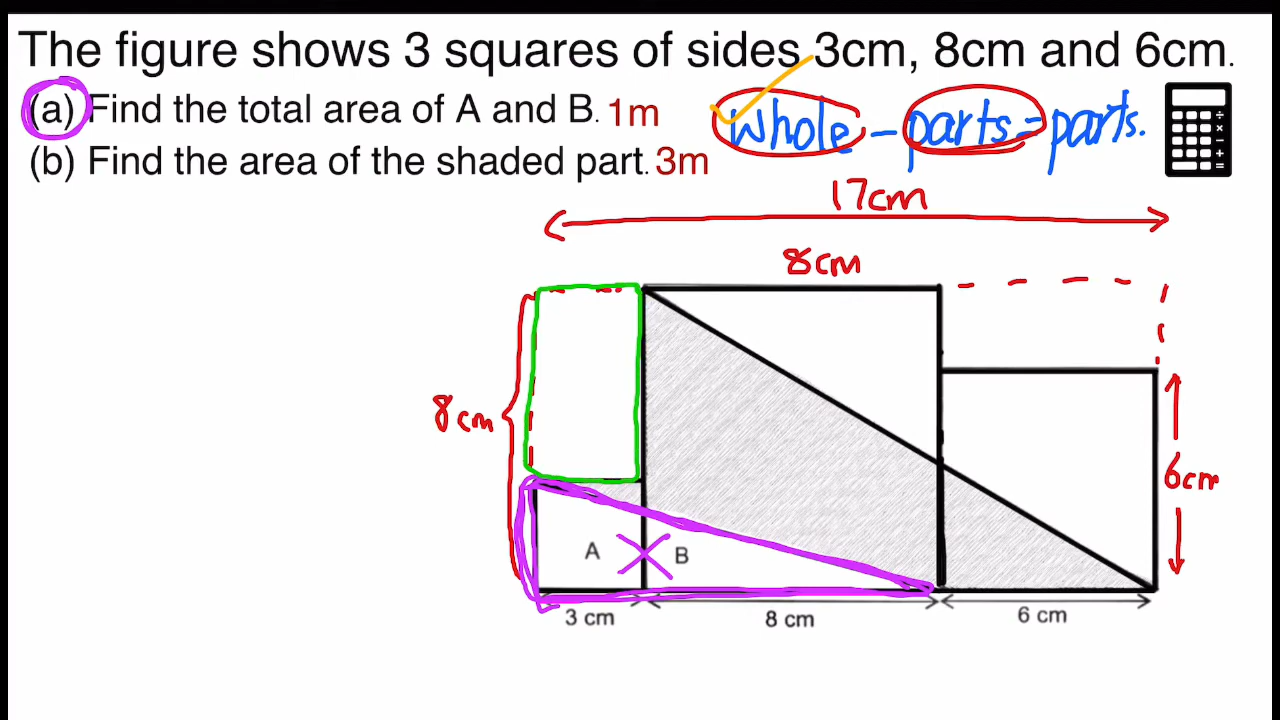 The figure shows 3 squares of sides 3cm, 8cm and 6cm.
(a) Find the total area of A and B. 1m
whole - parts = parts.
(b) Find the area of the shaded part. 3m
17cm
8cm
8cm
6cm
A
B
3 cm
8 cm
6 cm